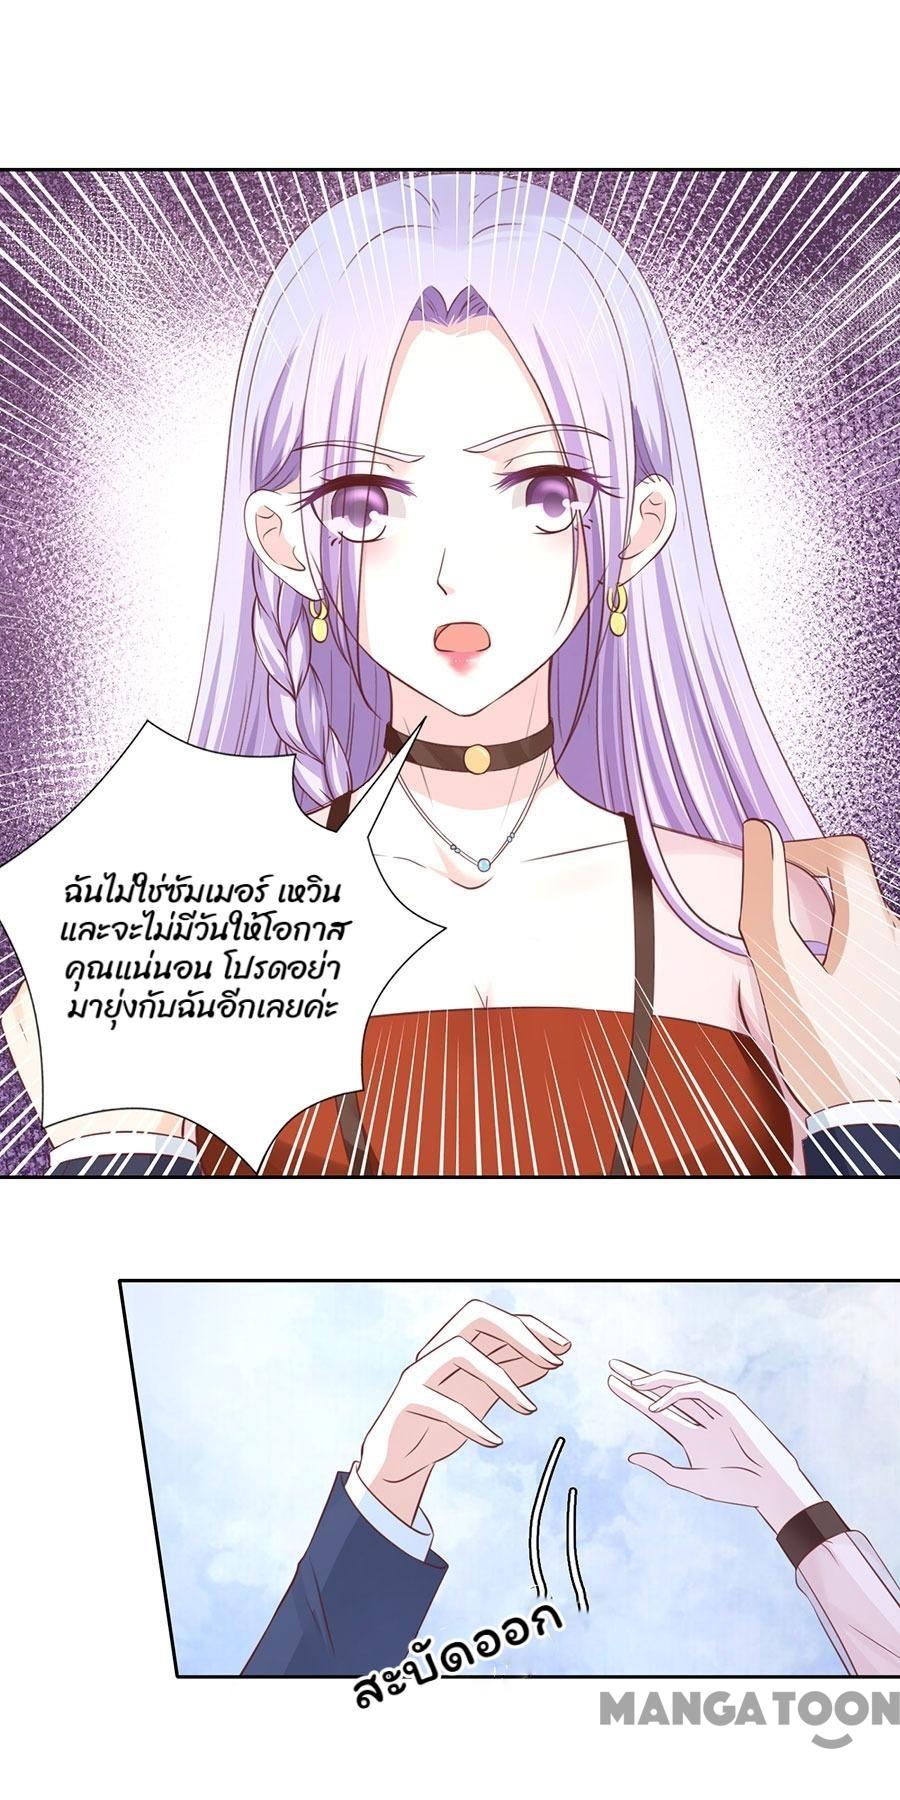 ฉันไม่ใช่ซัมเมอร์ เหวิน
และจะไม่มีวันให้โอกาส
คุณแน่นอน โปรดอย่า
มายุ่งกับฉันอีกเลยค่ะ
สะบัดออก
MANGATOON